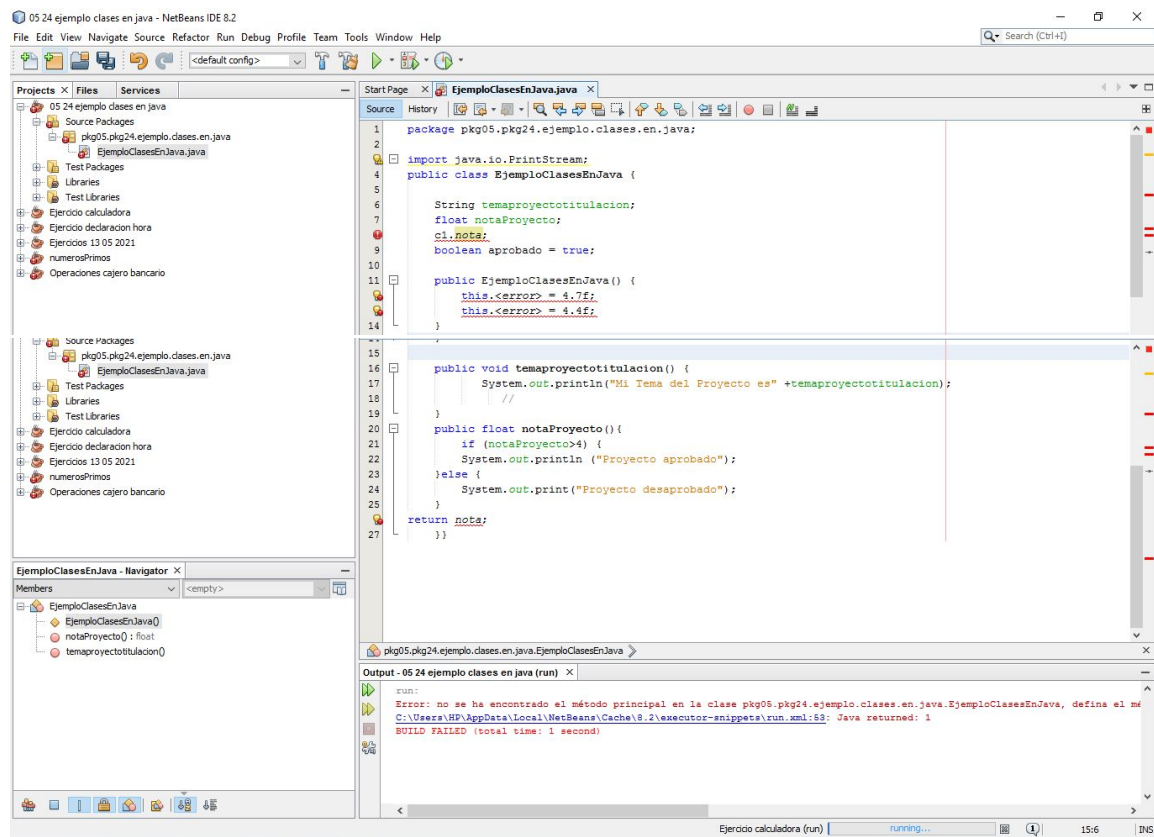 05 24 ejemplo clases en java - NetBeans IDE 8.2
File Edit View Navigate Source Refactor Run Debug Profile Team Tools Window Help
Search (Ctrl+I)
<default config>
Projects Files Services
05 24 ejemplo clases en java
Source Packages
pkg05.pkg24.ejemplo.clases.en.java
EjemploClasesEnJava.java
Test Packages
Libraries
Test Libraries
Ejercicio calculadora
Ejercicio declaracion hora
Ejercicios 13 05 2021
numerosPrimos
Operaciones cajero bancario
Source Packages
pkg05.pkg24.ejemplo.clases.en.java
EjemploClasesEnJava.java
Test Packages
Libraries
Test Libraries
Ejercicio calculadora
Ejercicio declaracion hora
Ejercicios 13 05 2021
numerosPrimos
Operaciones cajero bancario
EjemploClasesEnJava - Navigator
Members <empty>
EjemploClasesEnJava
EjemploClasesEnJava()
notaProyecto() : float
temaproyectotitulacion()
Start Page EjemploClasesEnJava.java
Source History
1 package pkg05.pkg24.ejemplo.clases.en.java;
2
import java.io.PrintStream;
4 public class EjemploClasesEnJava {
5
6 String temaproyectotitulacion;
7 float notaProyecto;
c1.nota;
9 boolean aprobado = true;
10
11 public EjemploClasesEnJava() {
this.<error> = 4.7f;
this.<error> = 4.4f;
14 }
15
16 public void temaproyectotitulacion() {
17 System.out.println("Mi Tema del Proyecto es" +temaproyectotitulacion);
18 //
19 }
20 public float notaProyecto(){
21 if (notaProyecto>4) {
22 System.out.println ("Proyecto aprobado");
23 }else {
24 System.out.print("Proyecto desaprobado");
25 }
return nota;
27 }}
pkg05.pkg24.ejemplo.clases.en.java.EjemploClasesEnJava
Output - 05 24 ejemplo clases en java (run)
run:
Error: no se ha encontrado el método principal en la clase pkg05.pkg24.ejemplo.clases.en.java.EjemploClasesEnJava, defina el mé
C:\Users\HP\AppData\Local\NetBeans\Cache\8.2\executor-snippets\run.xml:53: Java returned: 1
BUILD FAILED (total time: 1 second)
Ejercicio calculadora (run) running... 1 15:6 INS